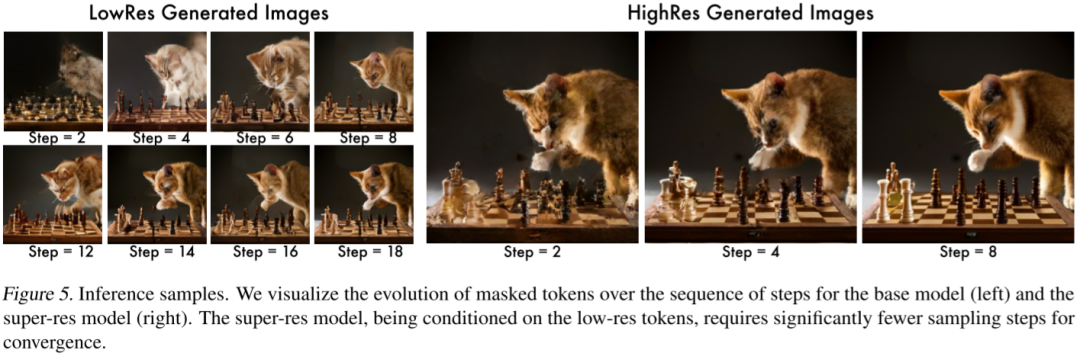 LowRes Generated Images
HighRes Generated Images
Step = 2
Step = 4
Step = 6
Step = 8
Step = 12
Step = 14
Step = 16
Step = 18
Step = 2
Step = 4
Step = 8
Figure 5. Inference samples. We visualize the evolution of masked tokens over the sequence of steps for the base model (left) and the
super-res model (right). The super-res model, being conditioned on the low-res tokens, requires significantly fewer sampling steps for
convergence.